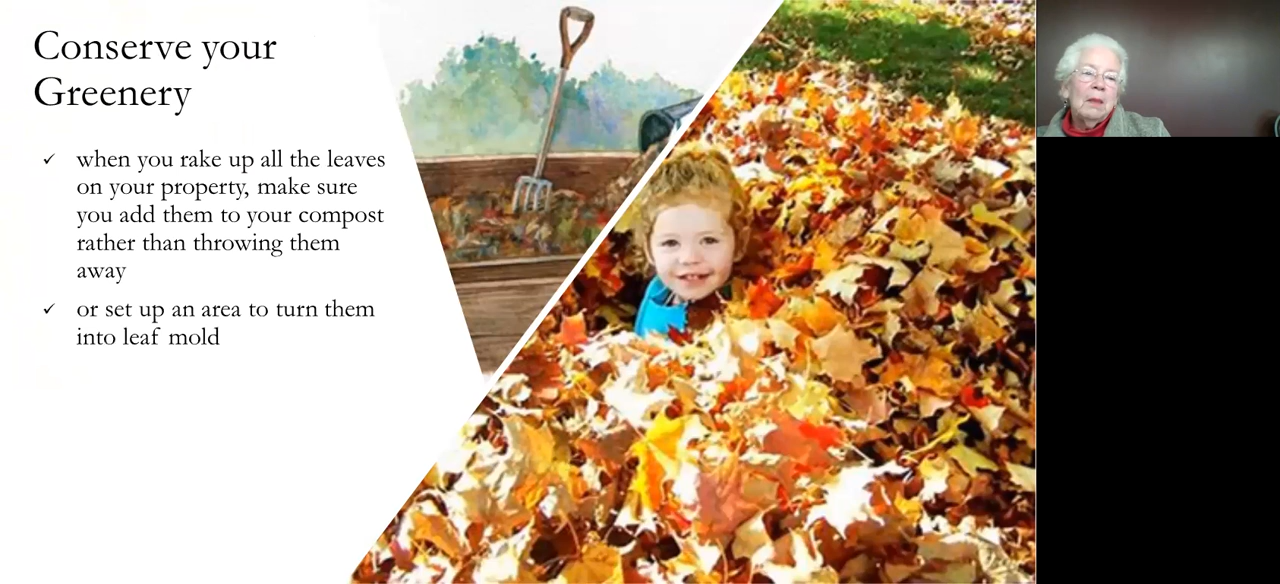 Conserve your
Greenery
✓ when you rake up all the leaves
on your property, make sure
you add them to your compost
rather than throwing them
away
✓ or set up an area to turn them
into leaf mold